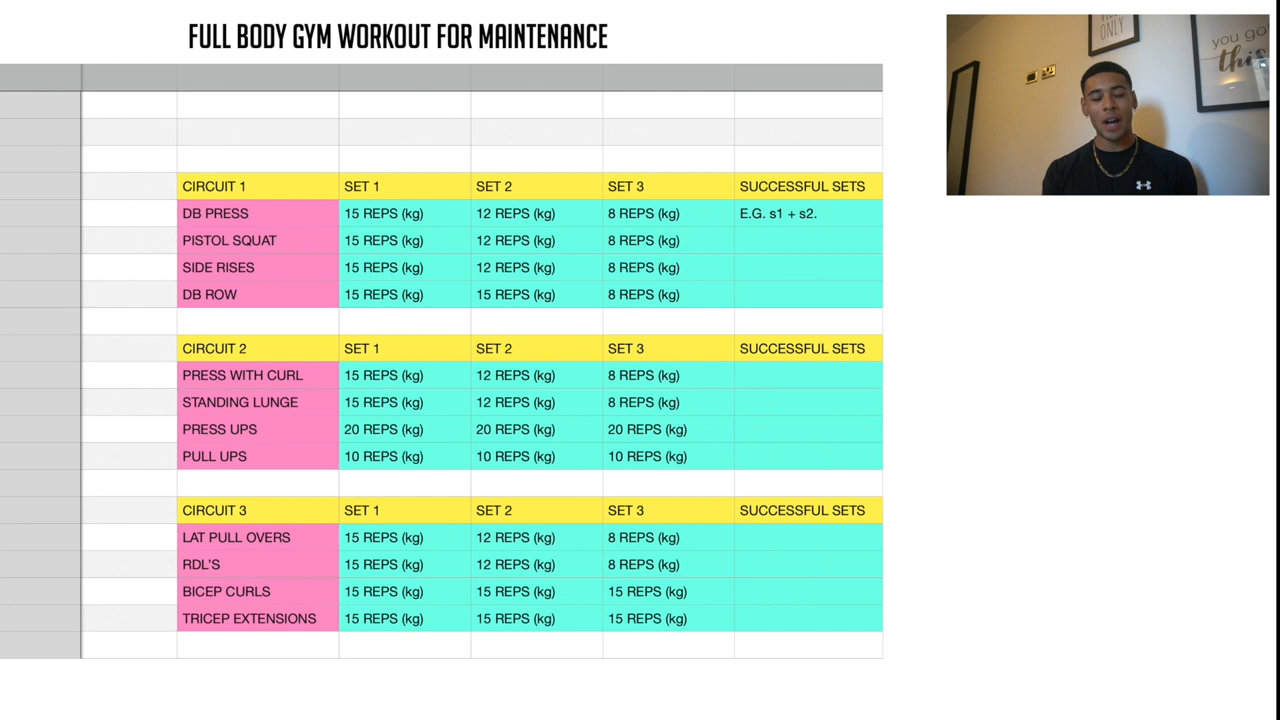 FULL BODY GYM WORKOUT FOR MAINTENANCE
ONLY
you got
this
CIRCUIT 1 SET 1 SET 2 SET 3 SUCCESSFUL SETS
DB PRESS 15 REPS (kg) 12 REPS (kg) 8 REPS (kg) E.G. s1 + s2.
PISTOL SQUAT 15 REPS (kg) 12 REPS (kg) 8 REPS (kg)
SIDE RISES 15 REPS (kg) 12 REPS (kg) 8 REPS (kg)
DB ROW 15 REPS (kg) 15 REPS (kg) 8 REPS (kg)
CIRCUIT 2 SET 1 SET 2 SET 3 SUCCESSFUL SETS
PRESS WITH CURL 15 REPS (kg) 12 REPS (kg) 8 REPS (kg)
STANDING LUNGE 15 REPS (kg) 12 REPS (kg) 8 REPS (kg)
PRESS UPS 20 REPS (kg) 20 REPS (kg) 20 REPS (kg)
PULL UPS 10 REPS (kg) 10 REPS (kg) 10 REPS (kg)
CIRCUIT 3 SET 1 SET 2 SET 3 SUCCESSFUL SETS
LAT PULL OVERS 15 REPS (kg) 12 REPS (kg) 8 REPS (kg)
RDL'S 15 REPS (kg) 12 REPS (kg) 8 REPS (kg)
BICEP CURLS 15 REPS (kg) 15 REPS (kg) 15 REPS (kg)
TRICEP EXTENSIONS 15 REPS (kg) 15 REPS (kg) 15 REPS (kg)